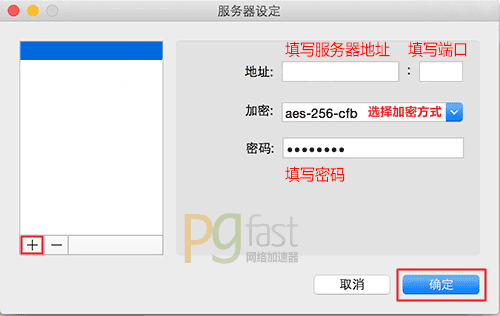 服务器设定
填写服务器地址 填写端口
地址: :
加密: aes-256-cfb 选择加密方式
密码: ●●●●●●●●
填写密码
pgfast
网络加速器
+ −
取消 确定